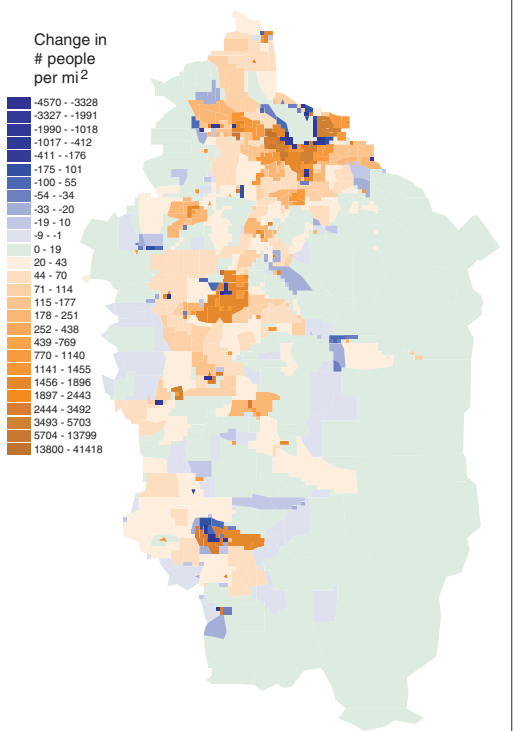 Change in
# people
per mi²
-4570 - -3328
-3327 - -1991
-1990 - -1018
-1017 - -412
-411 - -176
-175 - 101
-100 - 55
-54 - -34
-33 - -20
-19 - 10
-9 - -1
0 - 19
20 - 43
44 - 70
71 - 114
115 -177
178 - 251
252 - 438
439 -769
770 - 1140
1141 - 1455
1456 - 1896
1897 - 2443
2444 - 3492
3493 - 5703
5704 - 13799
13800 - 41418